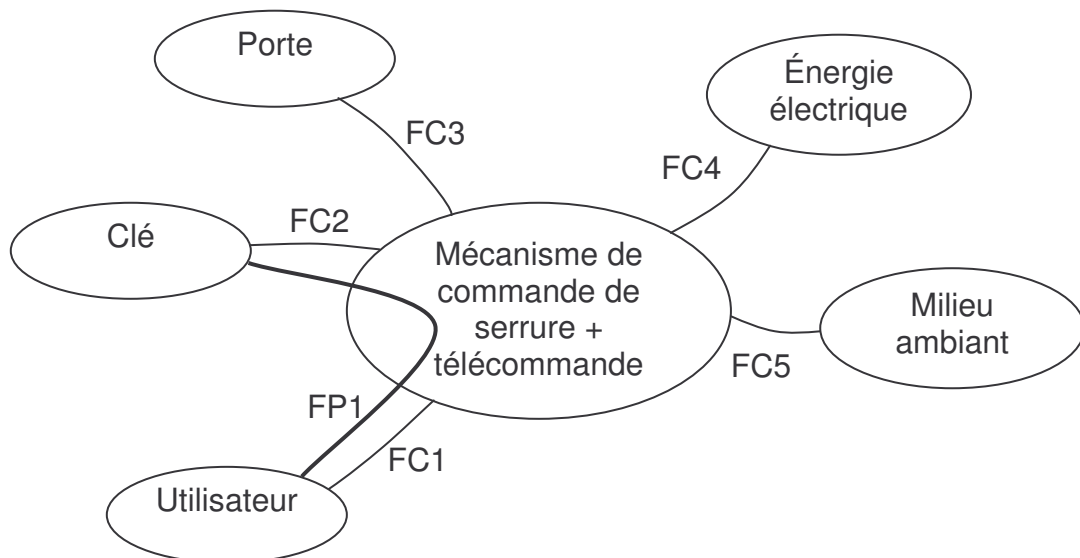 Porte
Énergie
électrique
FC3
FC4
Clé
FC2
Mécanisme de
commande de
serrure +
télécommande
Milieu
ambiant
FC5
FP1
FC1
Utilisateur